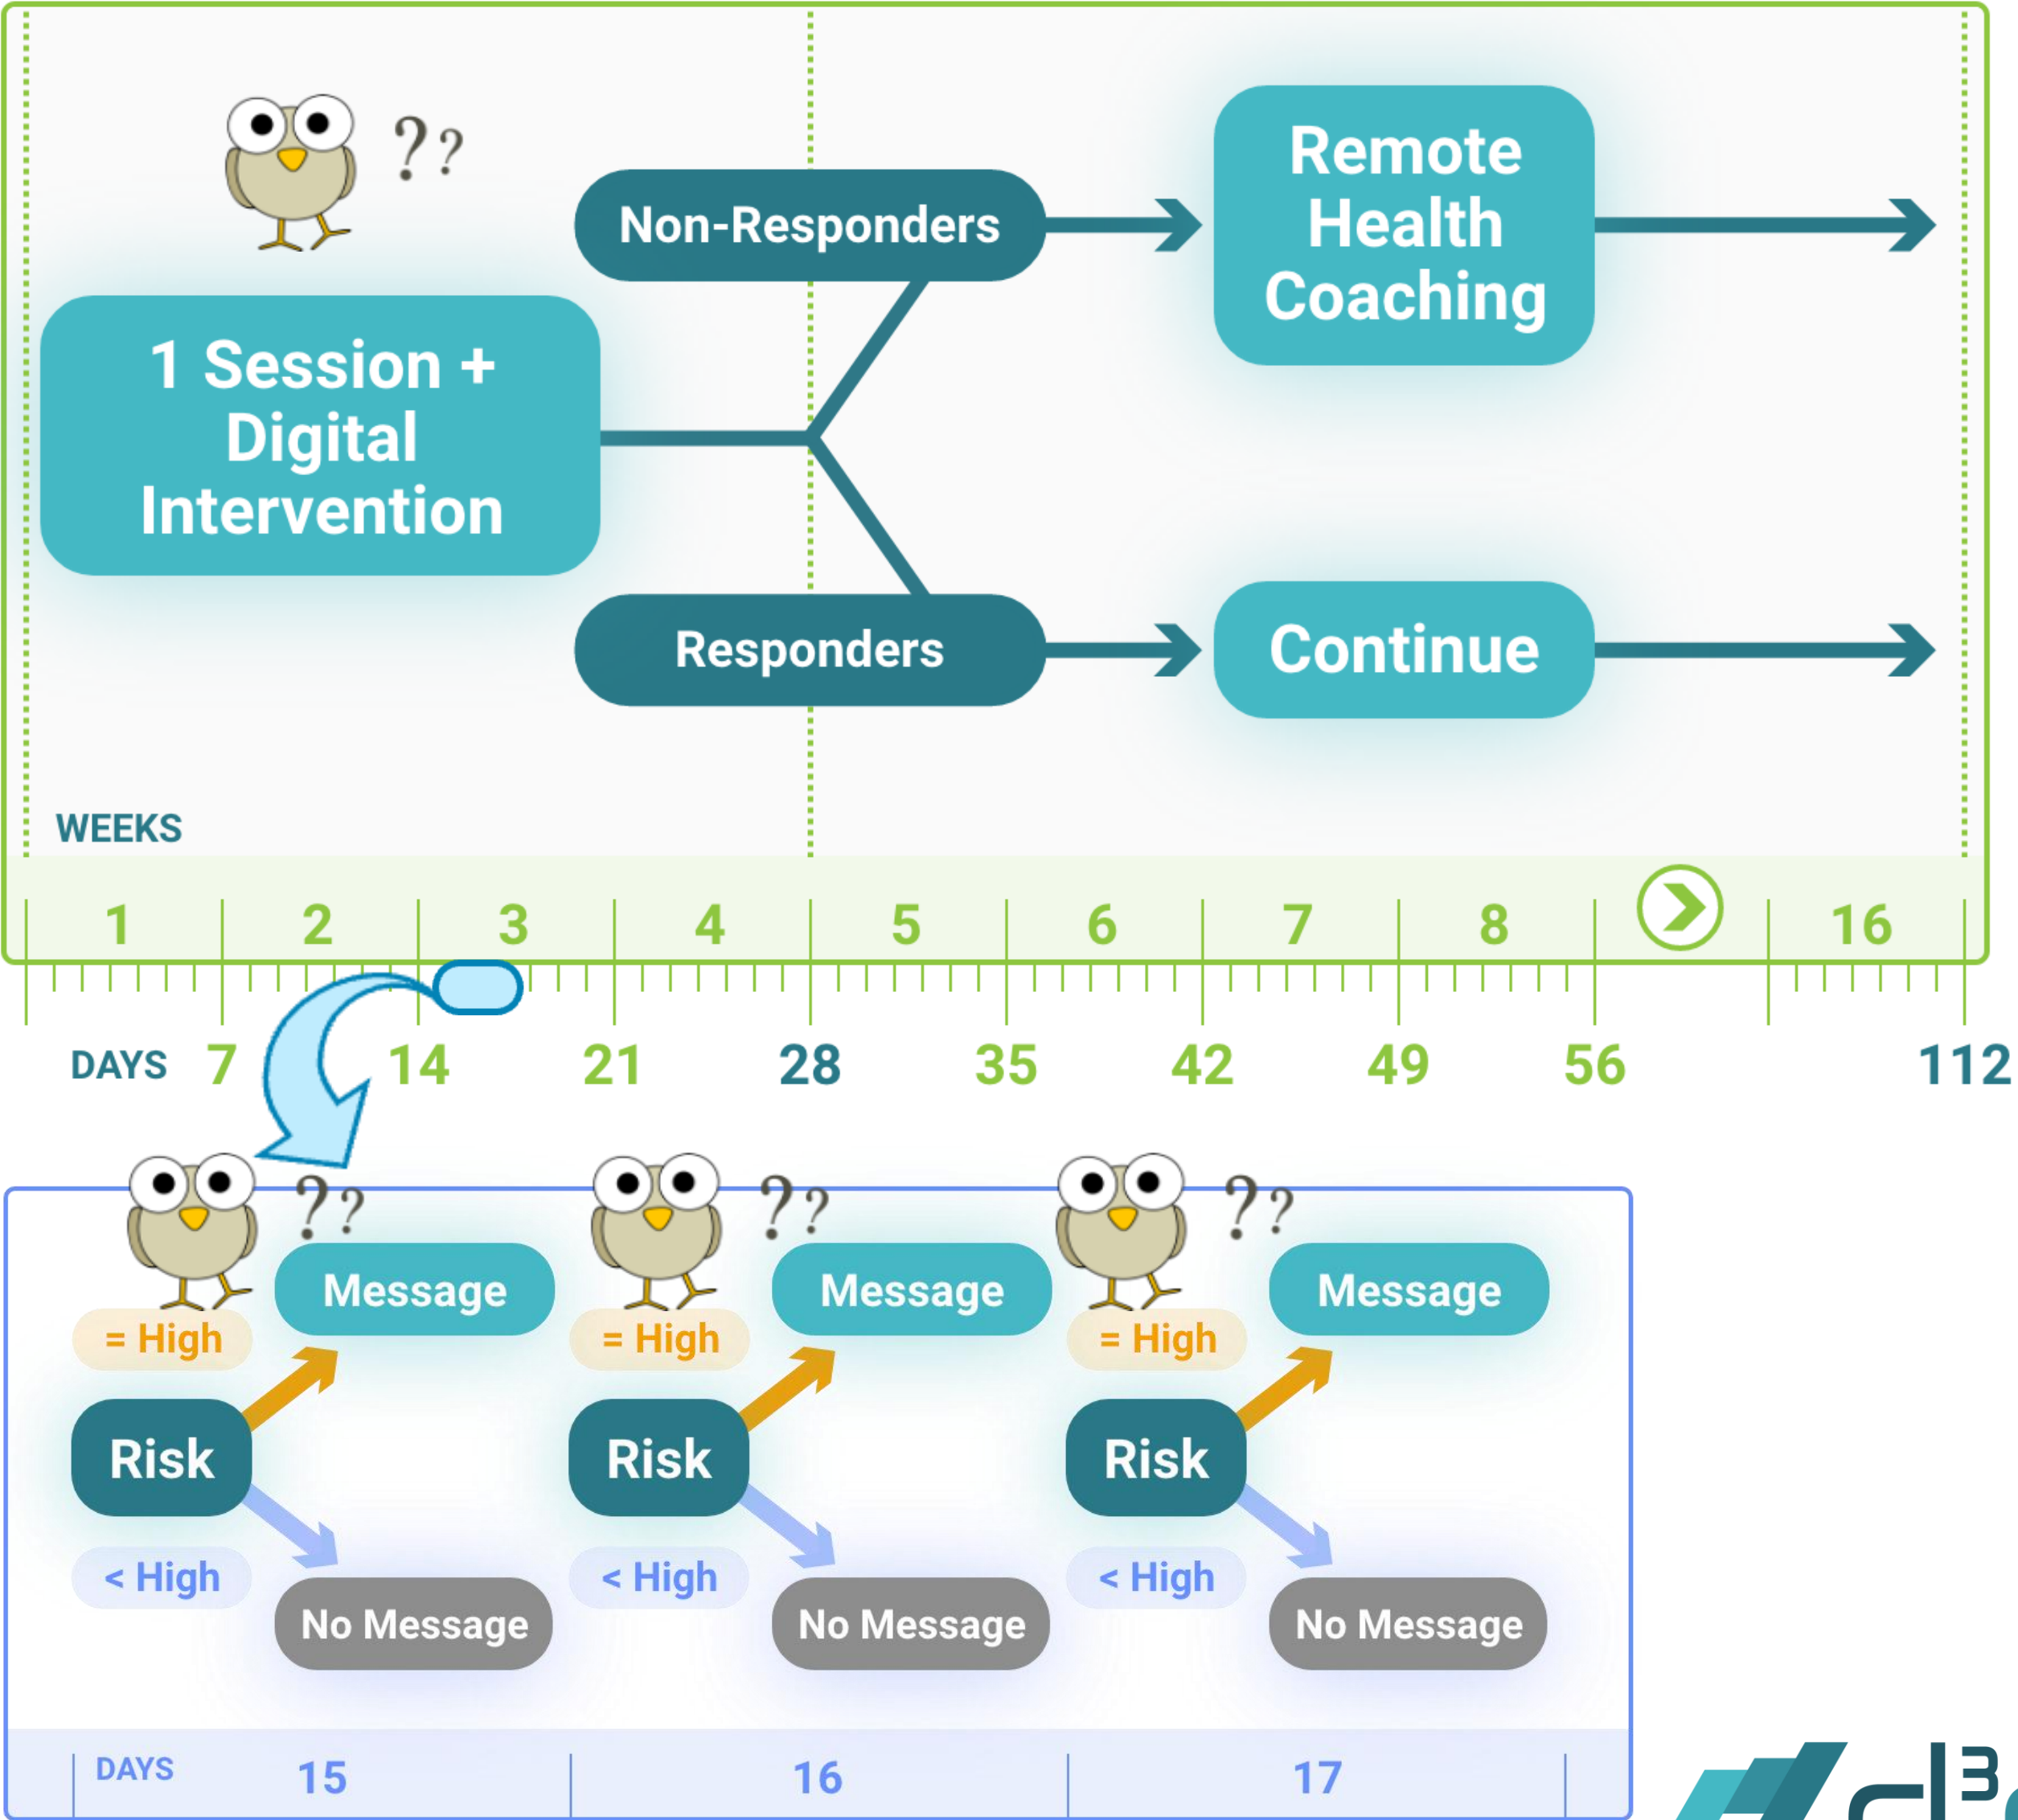 ??
Non-Responders
Remote
Health
Coaching
1 Session +
Digital
Intervention
Responders
Continue
WEEKS
1 2 3 4 5 6 7 8 16
DAYS 7 14 21 28 35 42 49 56 112
?? ?? ??
Message Message Message
= High = High = High
Risk Risk Risk
< High < High < High
No Message No Message No Message
DAYS 15 16 17